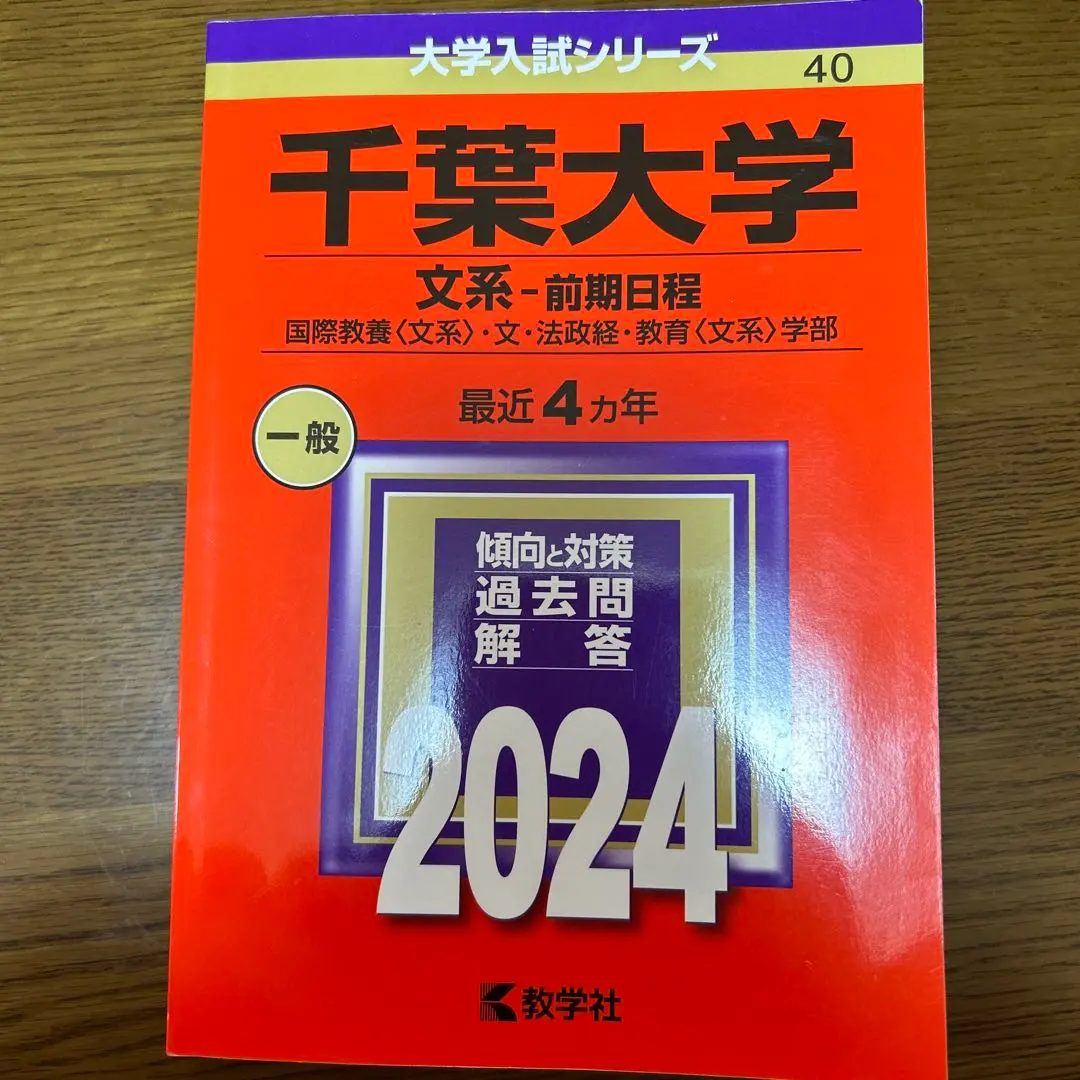 大学入試シリーズ
40
千葉大学
文系-前期日程
国際教養〈文系〉・文・法政経・教育〈文系〉学部
最近4カ年
一般
傾向と対策
過去問
解答
2024
教学社